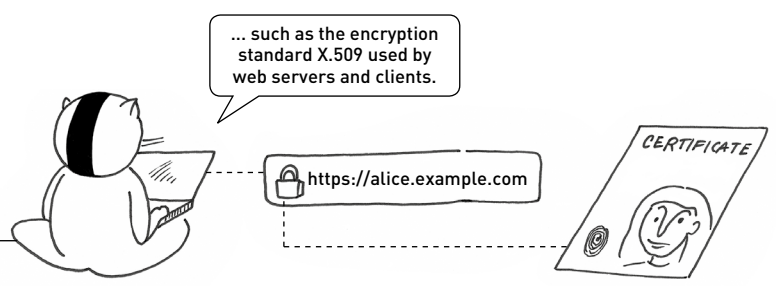 ... such as the encryption
standard X.509 used by
web servers and clients.
https://alice.example.com
CERTIFICATE